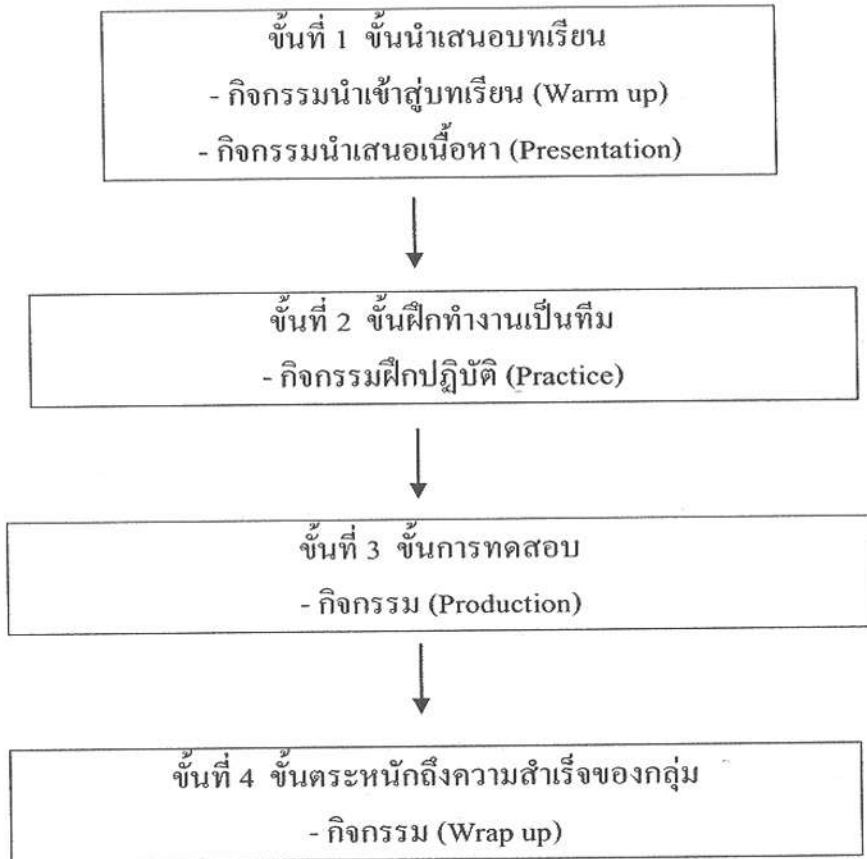 ขั้นที่ 1 ขั้นนำเสนอบทเรียน
- กิจกรรมนำเข้าสู่บทเรียน (Warm up)
- กิจกรรมนำเสนอเนื้อหา (Presentation)
ขั้นที่ 2 ขั้นฝึกทำงานเป็นทีม
- กิจกรรมฝึกปฏิบัติ (Practice)
ขั้นที่ 3 ขั้นการทดสอบ
- กิจกรรม (Production)
ขั้นที่ 4 ขั้นตระหนักถึงความสำเร็จของกลุ่ม
- กิจกรรม (Wrap up)